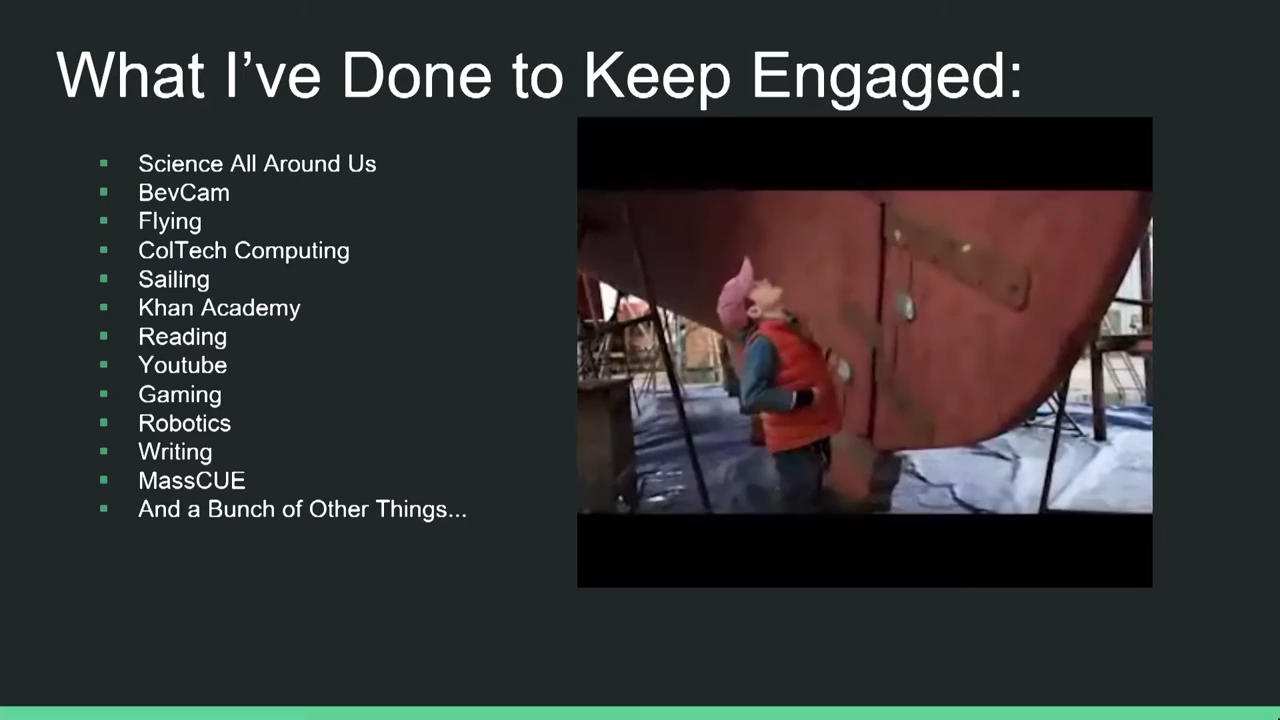 What I've Done to Keep Engaged:
Science All Around Us
BevCam
Flying
ColTech Computing
Sailing
Khan Academy
Reading
Youtube
Gaming
Robotics
Writing
MassCUE
And a Bunch of Other Things...